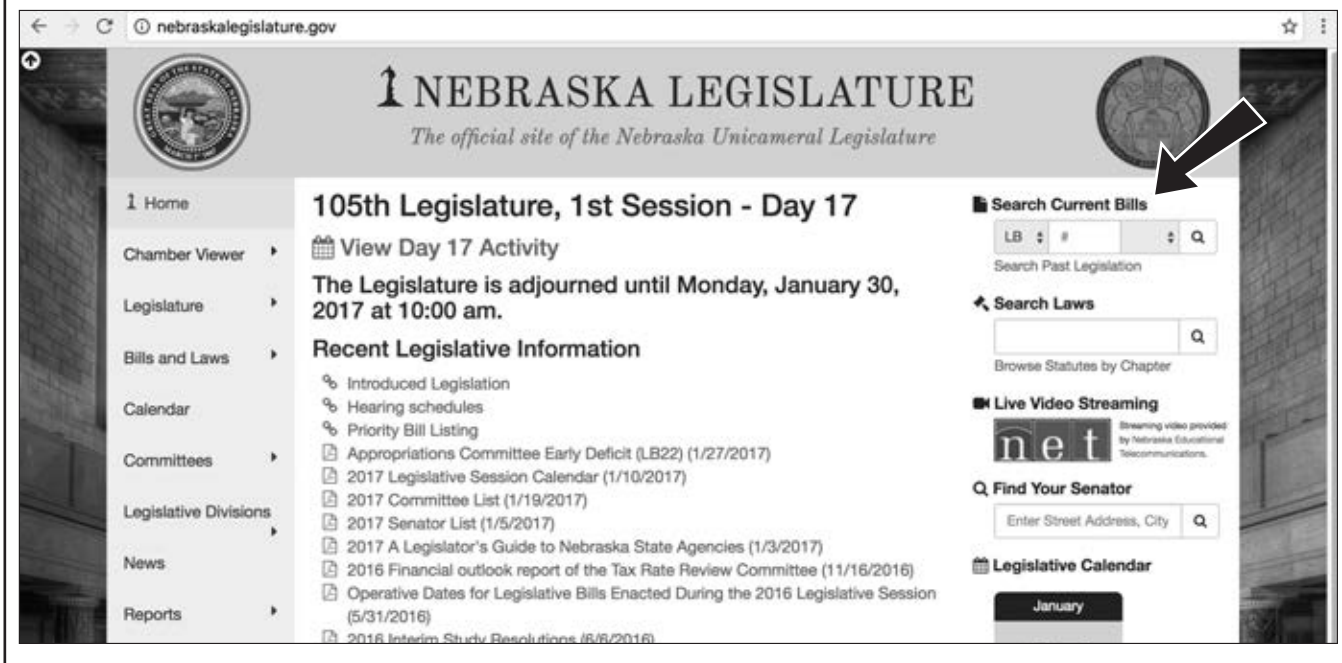 nebraskalegislature.gov
NEBRASKA LEGISLATURE
The official site of the Nebraska Unicameral Legislature
Home
Chamber Viewer
Legislature
Bills and Laws
Calendar
Committees
Legislative Divisions
News
Reports
105th Legislature, 1st Session - Day 17
View Day 17 Activity
The Legislature is adjourned until Monday, January 30,
2017 at 10:00 am.
Recent Legislative Information
Introduced Legislation
Hearing schedules
Priority Bill Listing
Appropriations Committee Early Deficit (LB22) (1/27/2017)
2017 Legislative Session Calendar (1/10/2017)
2017 Committee List (1/19/2017)
2017 Senator List (1/5/2017)
2017 A Legislator's Guide to Nebraska State Agencies (1/3/2017)
2016 Financial outlook report of the Tax Rate Review Committee (11/16/2016)
Operative Dates for Legislative Bills Enacted During the 2016 Legislative Session
(5/31/2016)
2016 Interim Study Resolutions (6/6/2016)
Search Current Bills
LB #
Search Past Legislation
Search Laws
Browse Statutes by Chapter
Live Video Streaming
net
Streaming video provided
by Nebraska Educational
Telecommunications.
Find Your Senator
Enter Street Address, City
Legislative Calendar
January